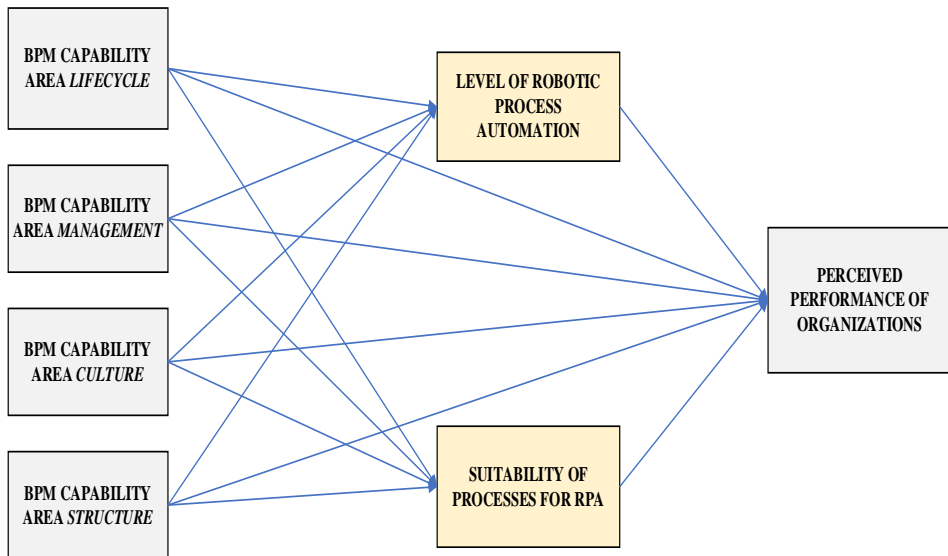 BPM CAPABILITY
AREA LIFECYCLE
BPM CAPABILITY
AREA MANAGEMENT
BPM CAPABILITY
AREA CULTURE
BPM CAPABILITY
AREA STRUCTURE
LEVEL OF ROBOTIC
PROCESS
AUTOMATION
SUITABILITY OF
PROCESSES FOR RPA
PERCEIVED
PERFORMANCE OF
ORGANIZATIONS